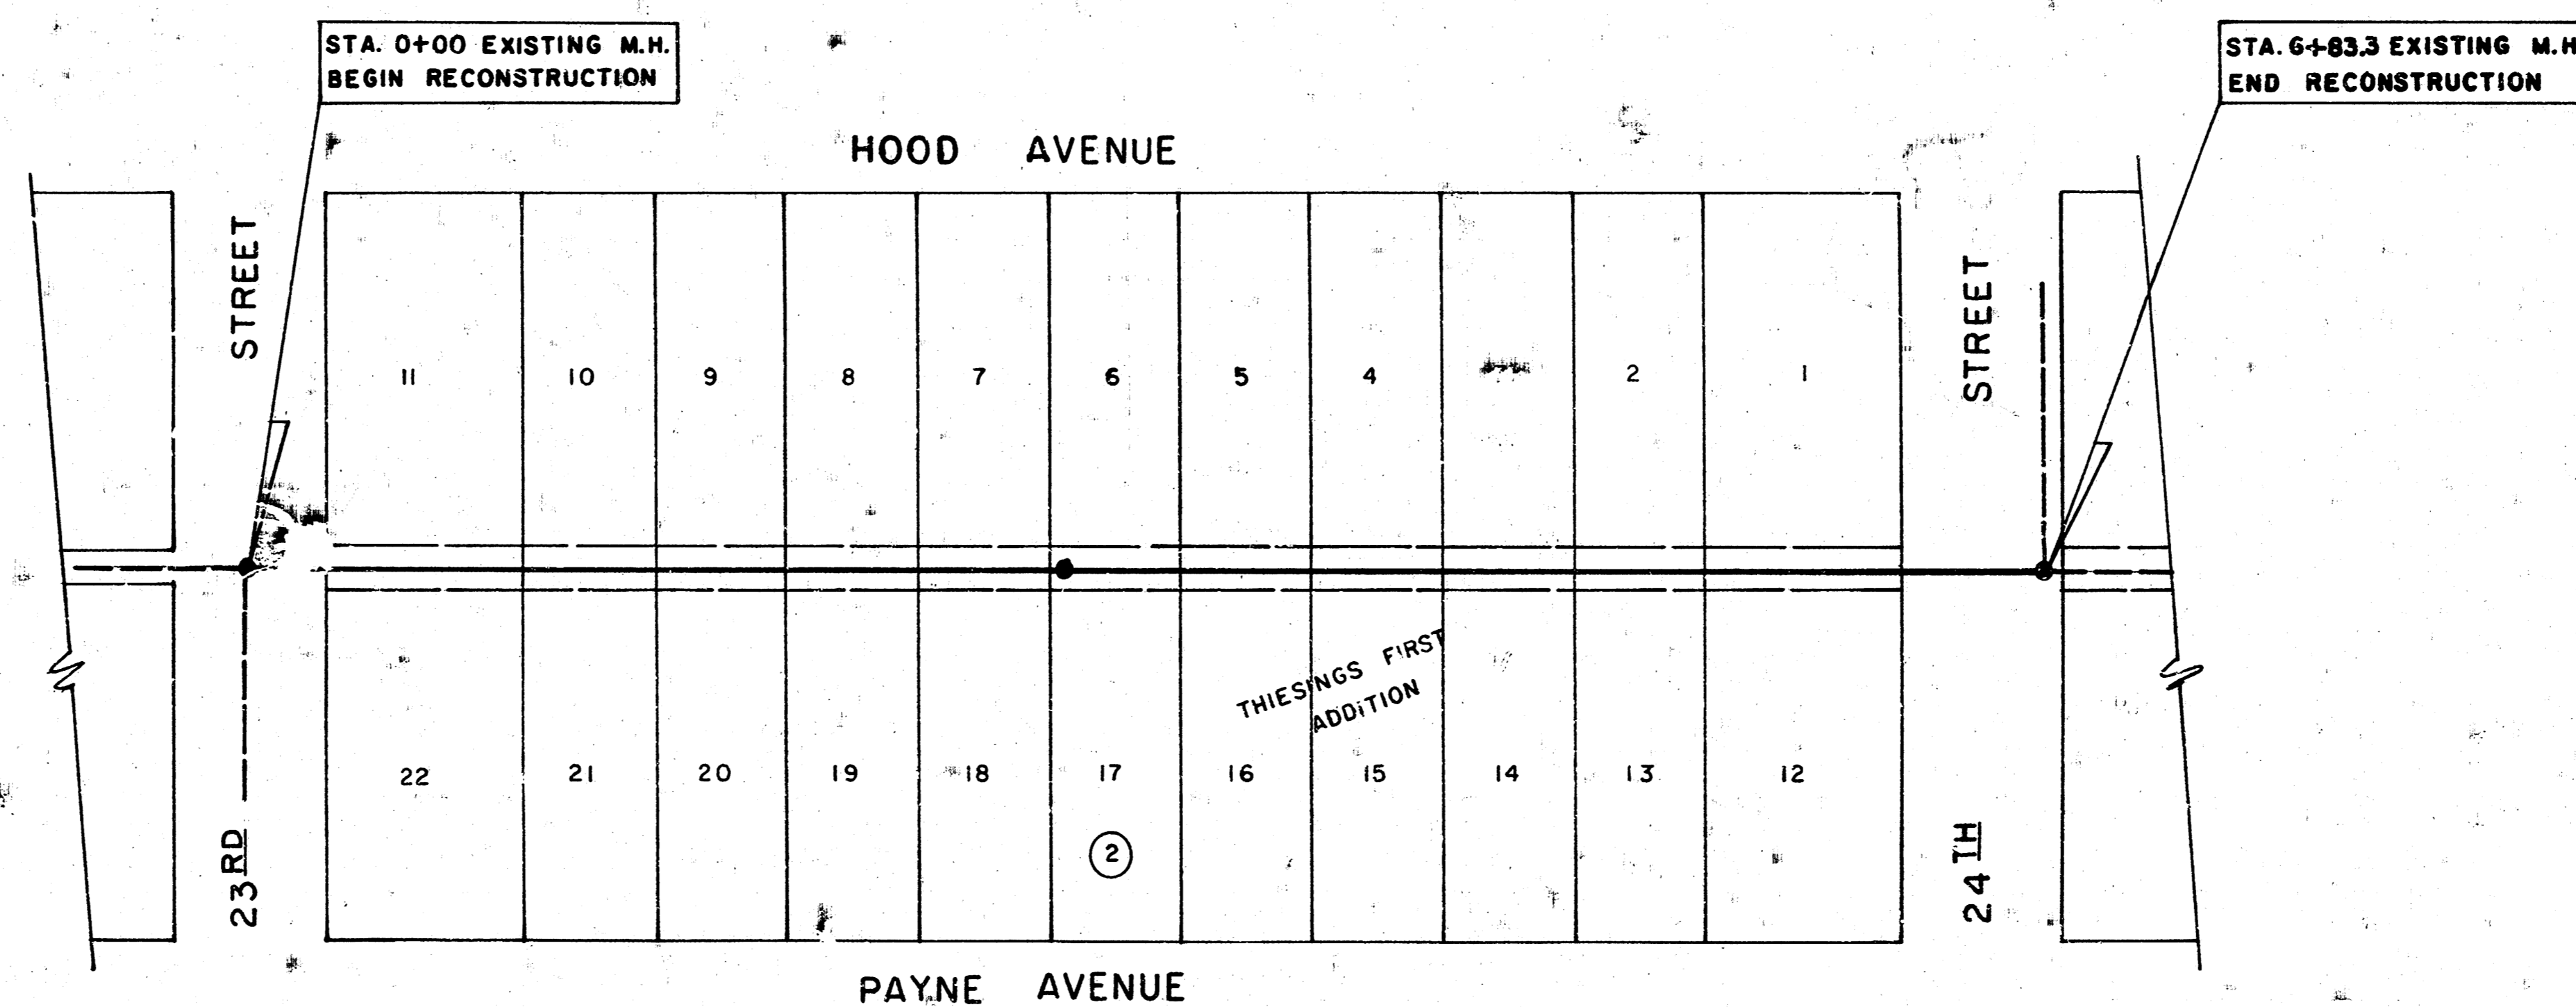 STA. 0+00 EXISTING M.H.
BEGIN RECONSTRUCTION
STA. 6+83.3 EXISTING M.H
END RECONSTRUCTION
HOOD AVENUE
STREET
STREET
11 10 9 8 7 6 5 4 2 1
THIESINGS FIRST
ADDITION
22 21 20 19 18 17 16 15 14 13 12
2
23RD
24TH
PAYNE AVENUE